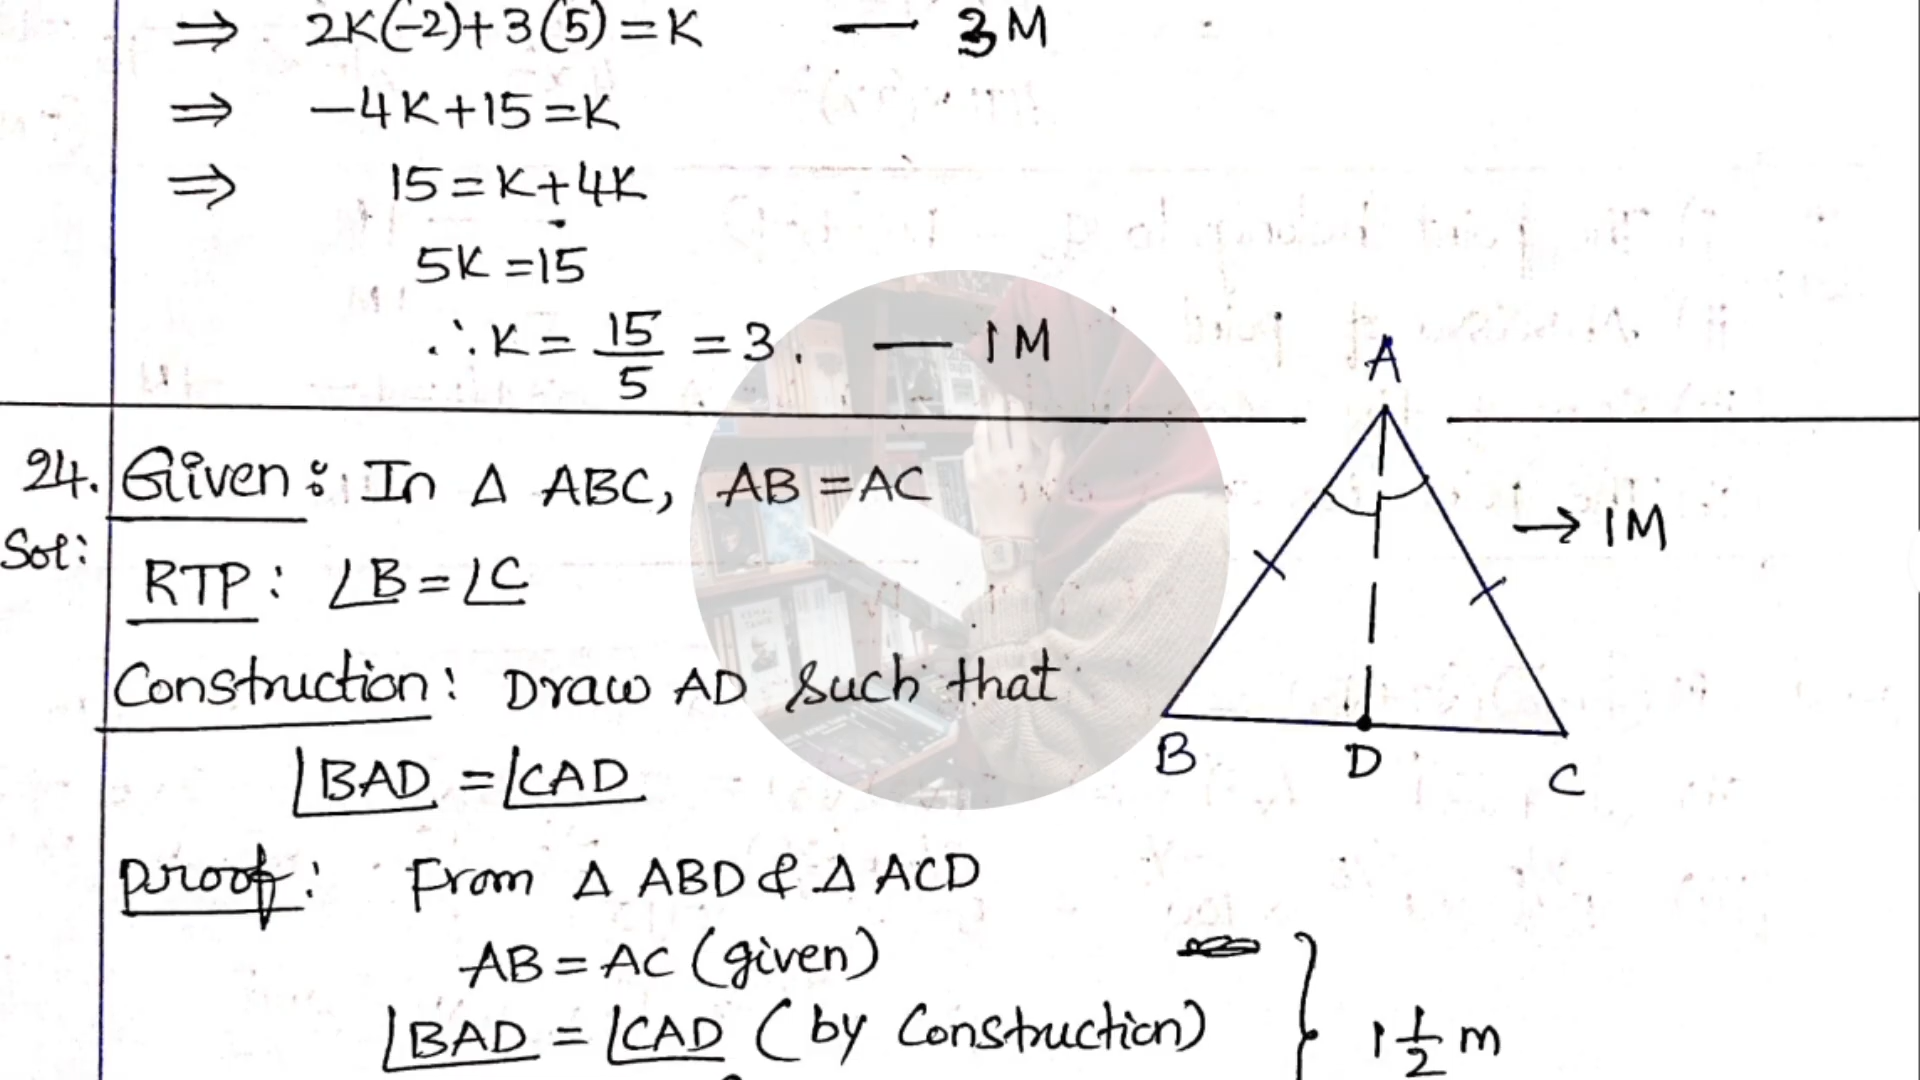 ⇒ 2K(-2)+3(5)=K — 3M
⇒ -4K+15=K
⇒ 15=K+4K
5K=15
∴K=15/5=3. — 1M
24. Given: In Δ ABC, AB=AC
Sol:
RTP: ∠B=∠C
Construction: Draw AD such that
∠BAD=∠CAD
A
→ 1M
B D C
Proof: From Δ ABD & Δ ACD
AB=AC (given)
∠BAD=∠CAD (by Construction) } 1 1/2 m